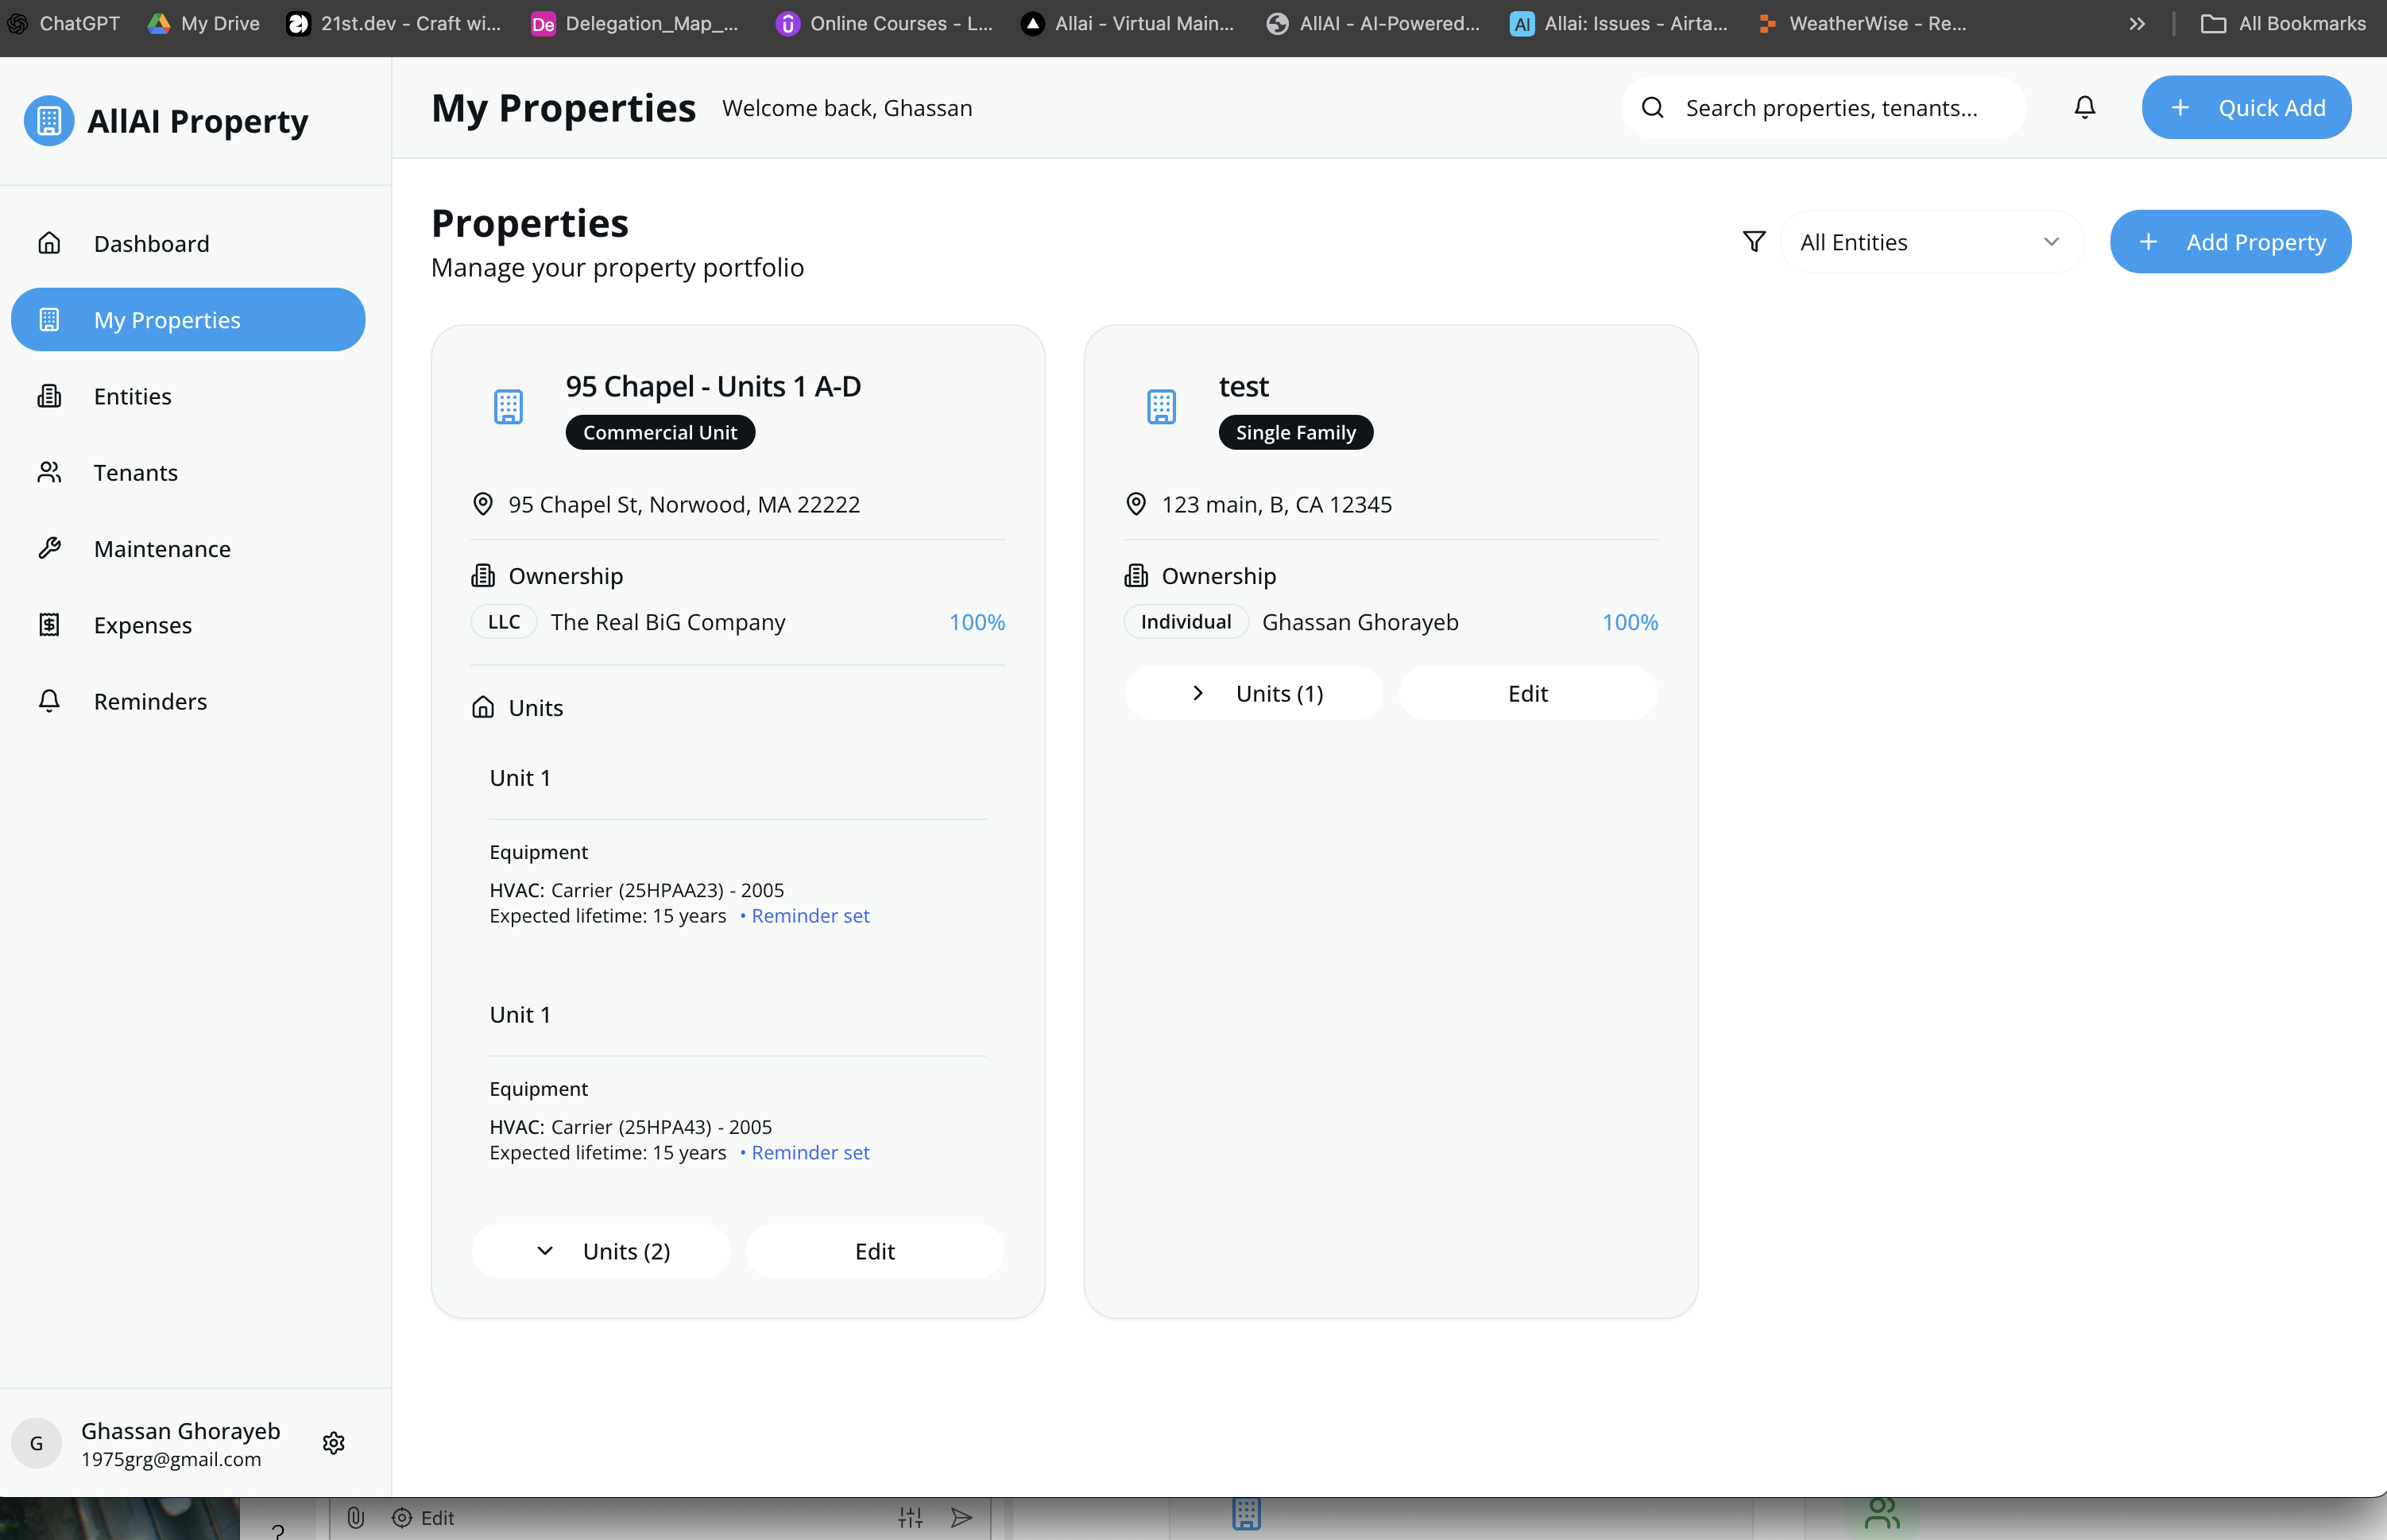 ChatGPT
My Drive
21st.dev - Craft wi...
De Delegation_Map_...
Online Courses - L...
Allai - Virtual Main...
AllAI - AI-Powered...
AI Allai: Issues - Airta...
WeatherWise - Re...
All Bookmarks
AllAI Property
My Properties
Welcome back, Ghassan
Search properties, tenants...
Quick Add
Dashboard
My Properties
Entities
Tenants
Maintenance
Expenses
Reminders
Properties
Manage your property portfolio
All Entities
Add Property
95 Chapel - Units 1 A-D
Commercial Unit
95 Chapel St, Norwood, MA 22222
Ownership
LLC The Real BiG Company 100%
Units
Unit 1
Equipment
HVAC: Carrier (25HPAA23) - 2005
Expected lifetime: 15 years • Reminder set
Unit 1
Equipment
HVAC: Carrier (25HPA43) - 2005
Expected lifetime: 15 years • Reminder set
Units (2)
Edit
test
Single Family
123 main, B, CA 12345
Ownership
Individual Ghassan Ghorayeb 100%
Units (1)
Edit
G
Ghassan Ghorayeb
1975grg@gmail.com
?
Edit